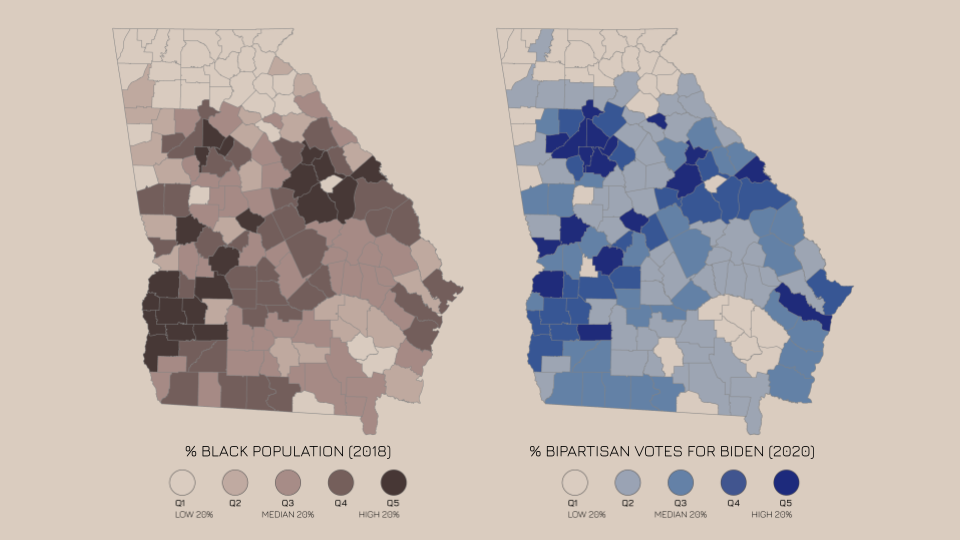 % BLACK POPULATION (2018)
Q1 Q2 Q3 Q4 Q5
LOW 20% MEDIAN 20% HIGH 20%
% BIPARTISAN VOTES FOR BIDEN (2020)
Q1 Q2 Q3 Q4 Q5
LOW 20% MEDIAN 20% HIGH 20%